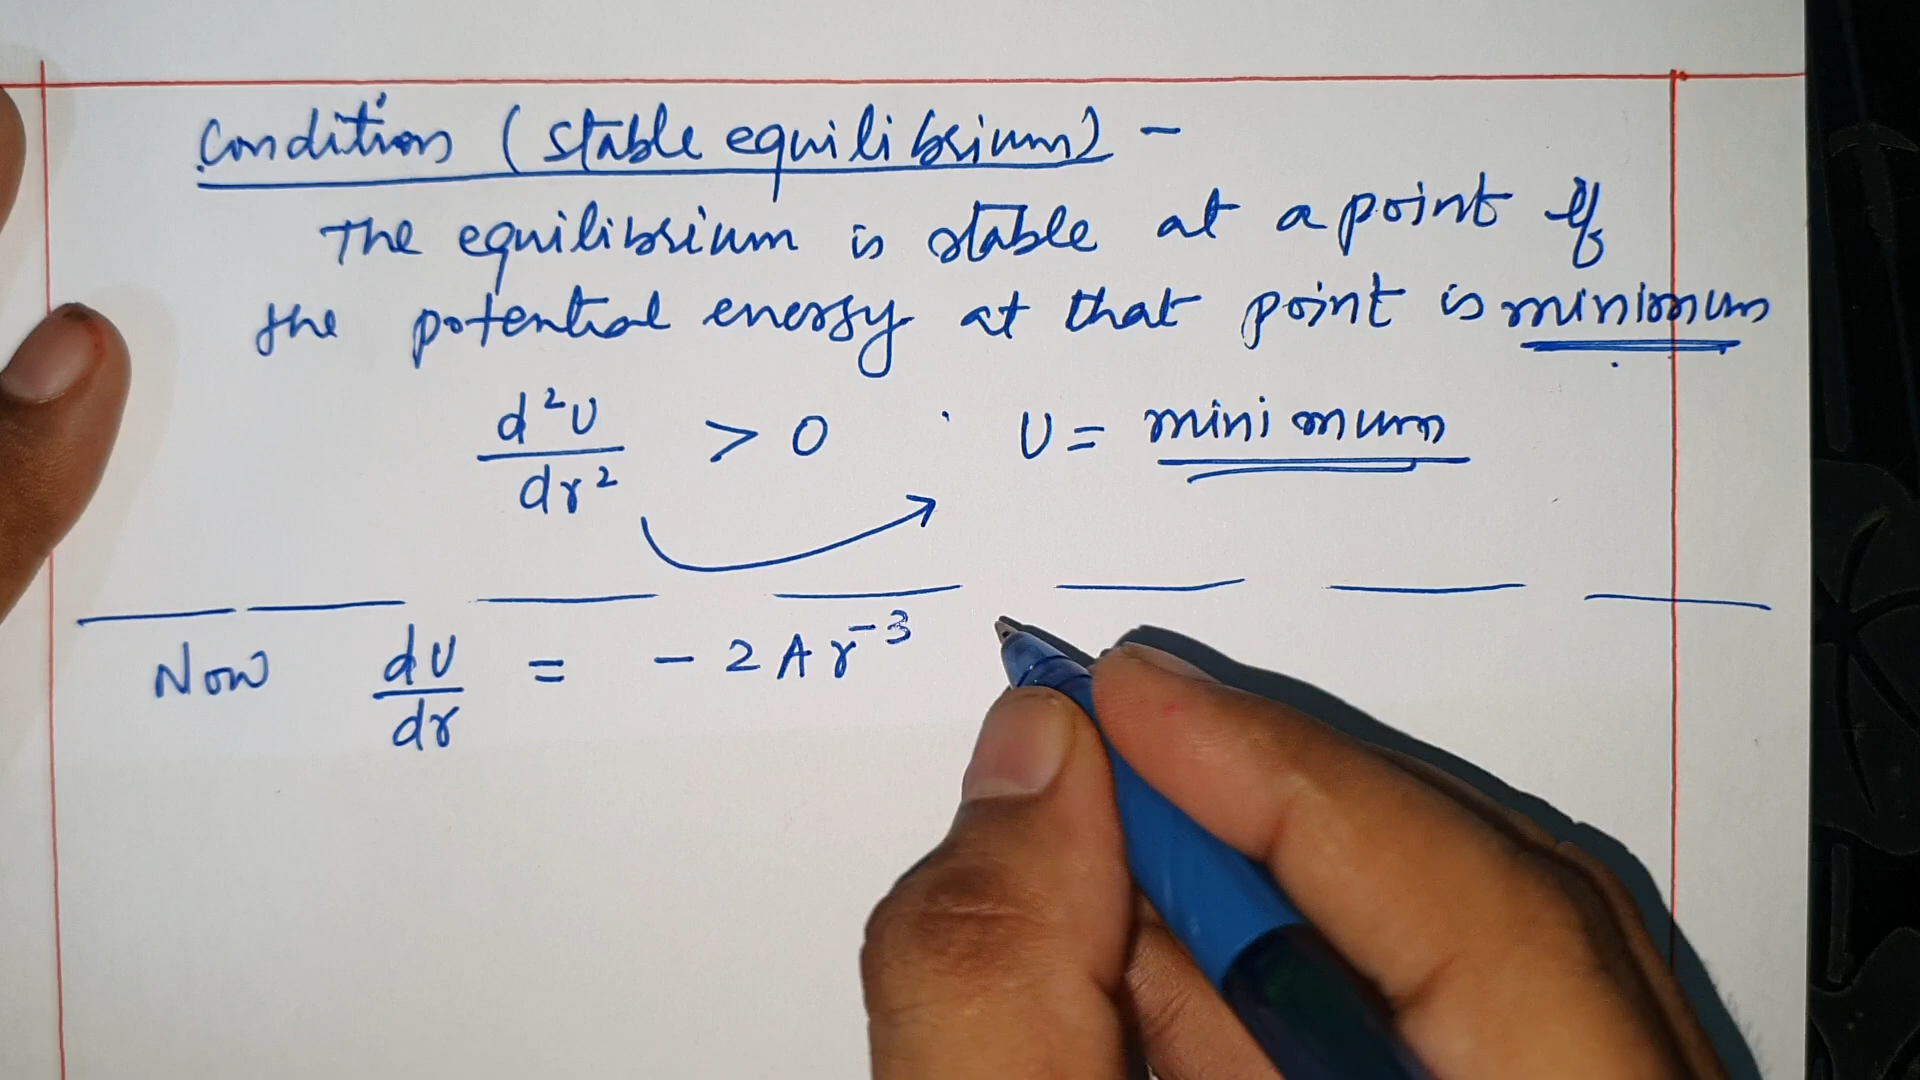 Condition (stable equilibrium) -
The equilibrium is stable at a point if
the potential energy at that point is minimum
d²U/dr² > 0 U = minimum
Now dU/dr = - 2 A r⁻³